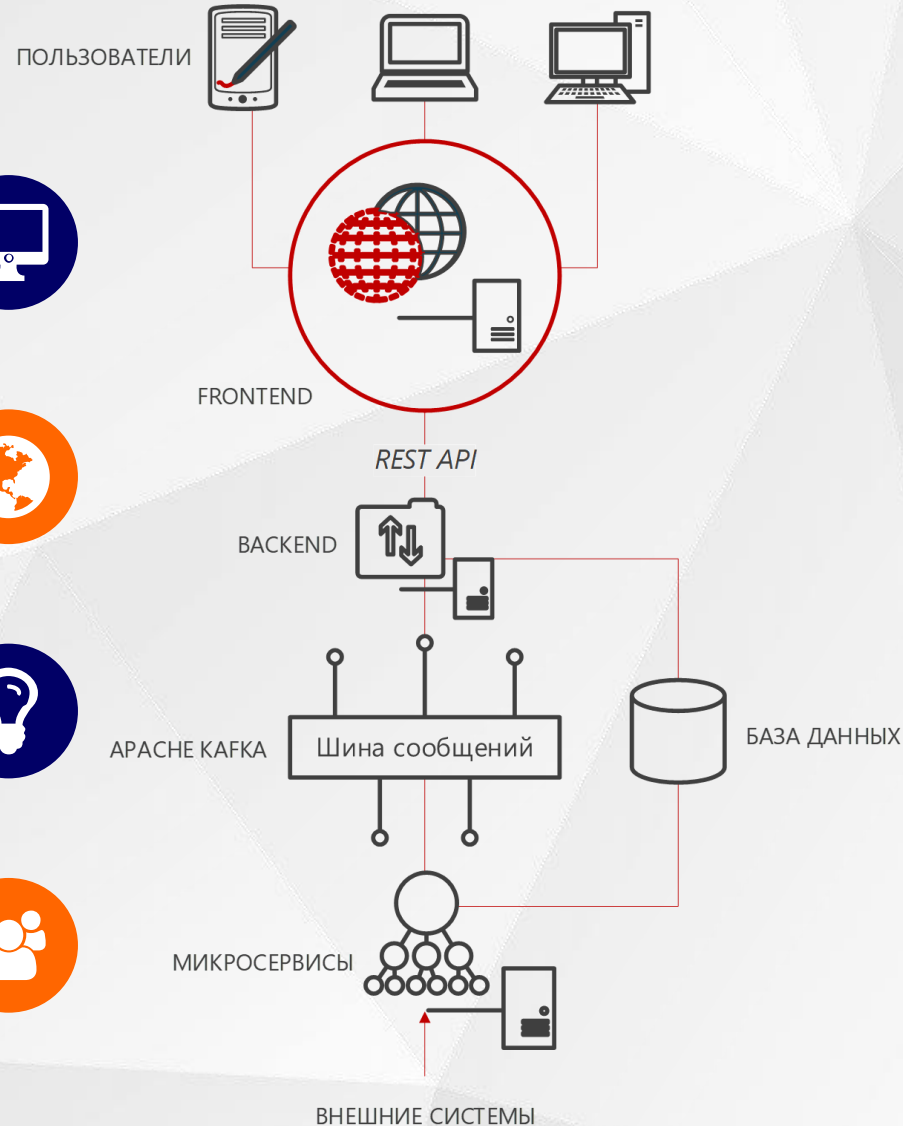 ПОЛЬЗОВАТЕЛИ
FRONTEND
REST API
BACKEND
APACHE KAFKA
Шина сообщений
БАЗА ДАННЫХ
МИКРОСЕРВИСЫ
ВНЕШНИЕ СИСТЕМЫ